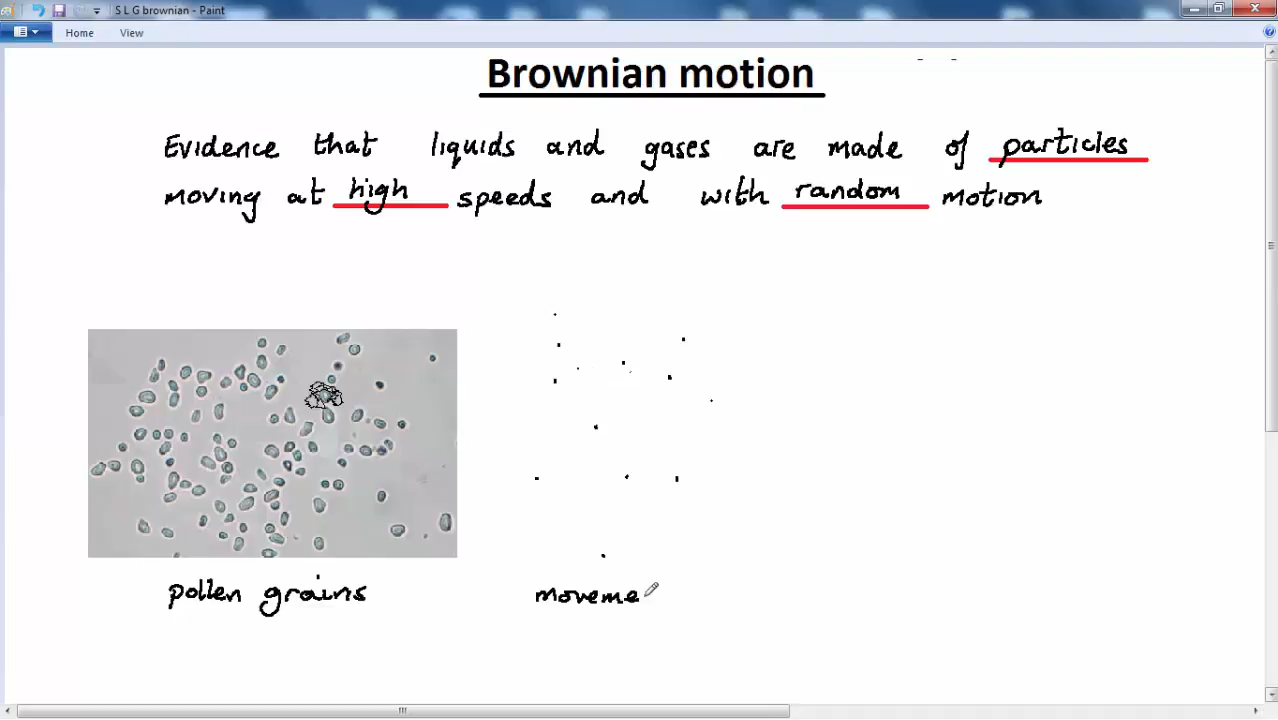 S L G brownian - Paint
Home View
Brownian motion
Evidence that liquids and gases are made of particles
moving at high speeds and with random motion
pollen grains
moveme